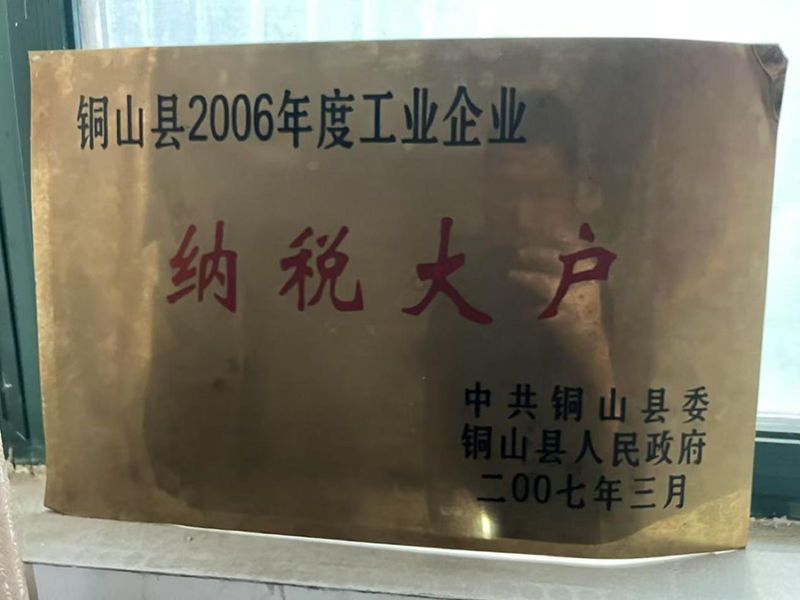 铜山县2006年度工业企业
纳税大户
中共铜山县委
铜山县人民政府
二00七年三月